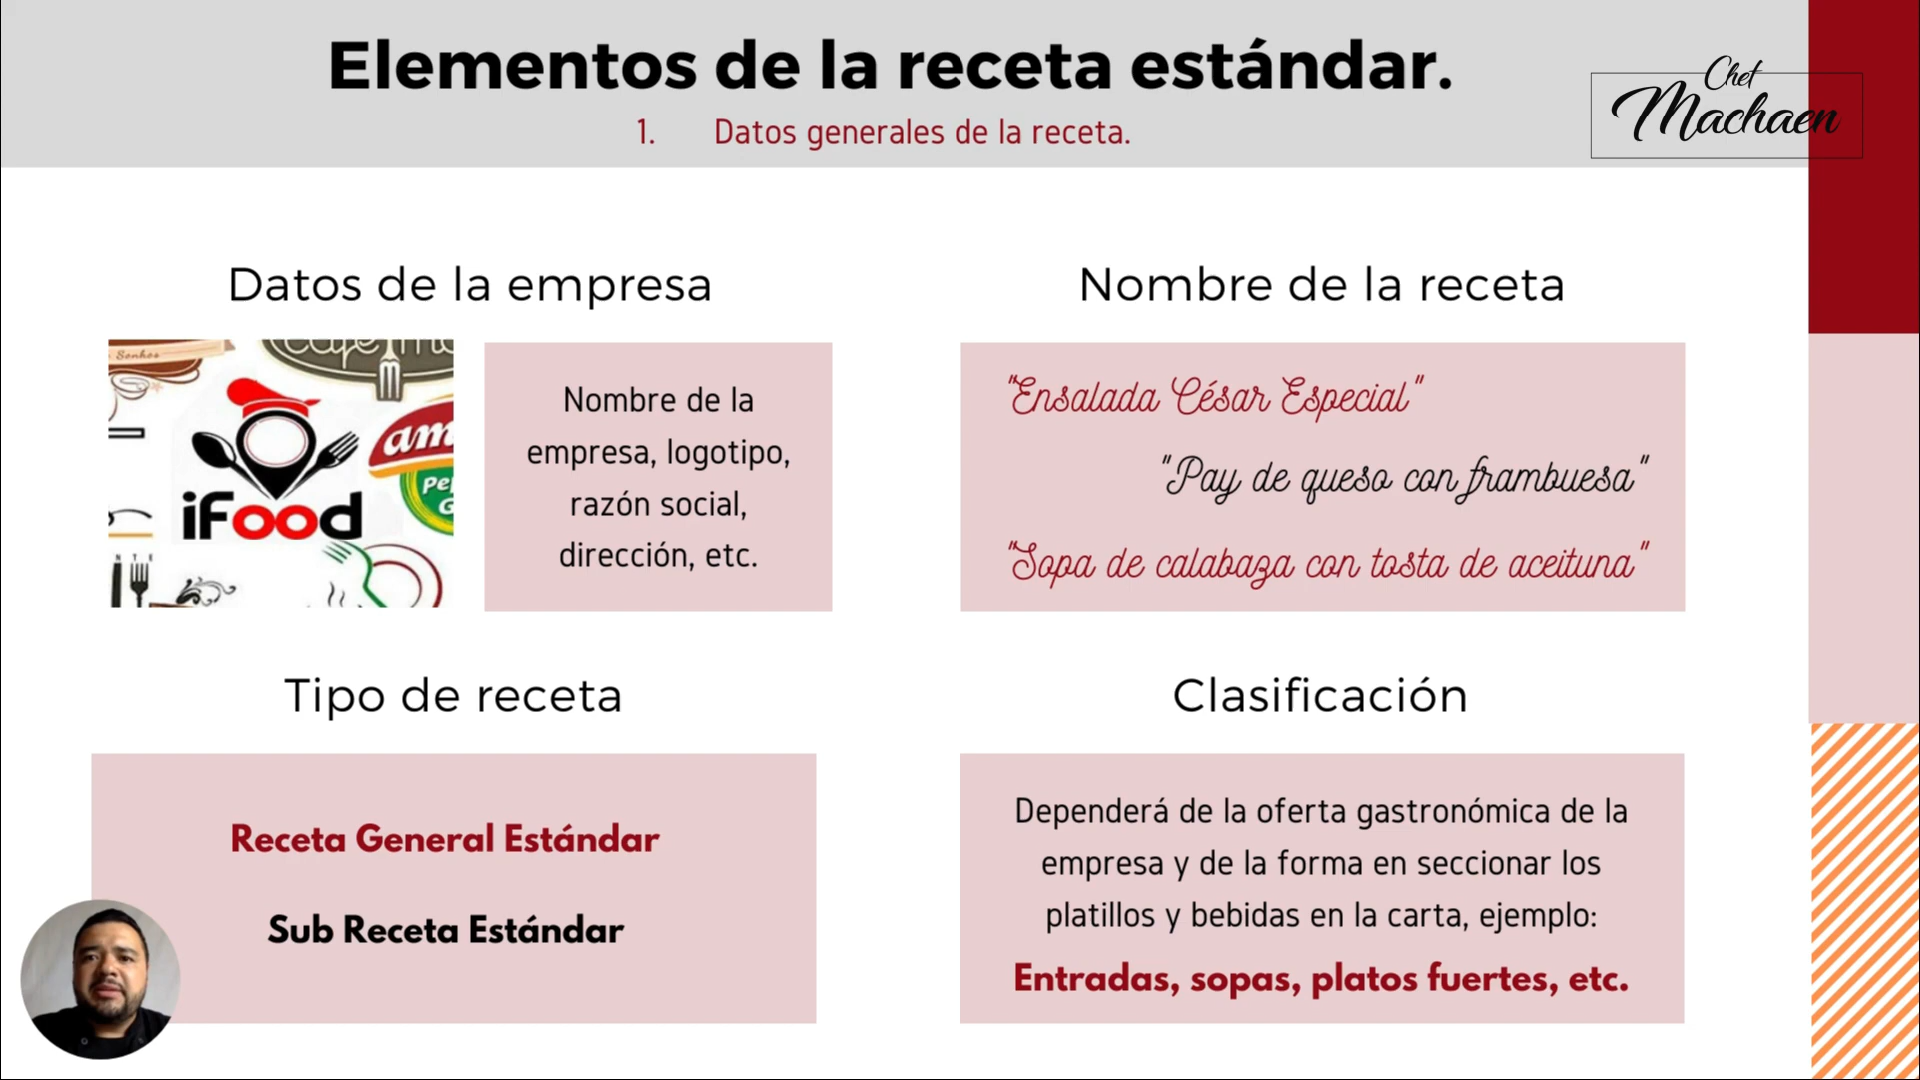 Elementos de la receta estándar.
1. Datos generales de la receta.
Chef
Machaen
Datos de la empresa
Sonhos
am
Pe
G
iFood
N T E
Nombre de la
empresa, logotipo,
razón social,
dirección, etc.
Nombre de la receta
"Ensalada César Especial"
"Pay de queso con frambuesa"
"Sopa de calabaza con tosta de aceituna"
Tipo de receta
Receta General Estándar
Sub Receta Estándar
Clasificación
Dependerá de la oferta gastronómica de la
empresa y de la forma en seccionar los
platillos y bebidas en la carta, ejemplo:
Entradas, sopas, platos fuertes, etc.